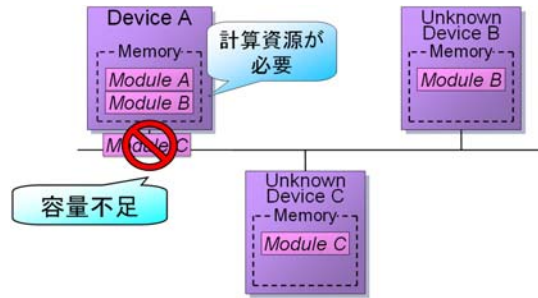 Device A
Memory
Module A
Module B
Module C
計算資源が
必要
容量不足
Unknown
Device B
Memory
Module B
Unknown
Device C
Memory
Module C